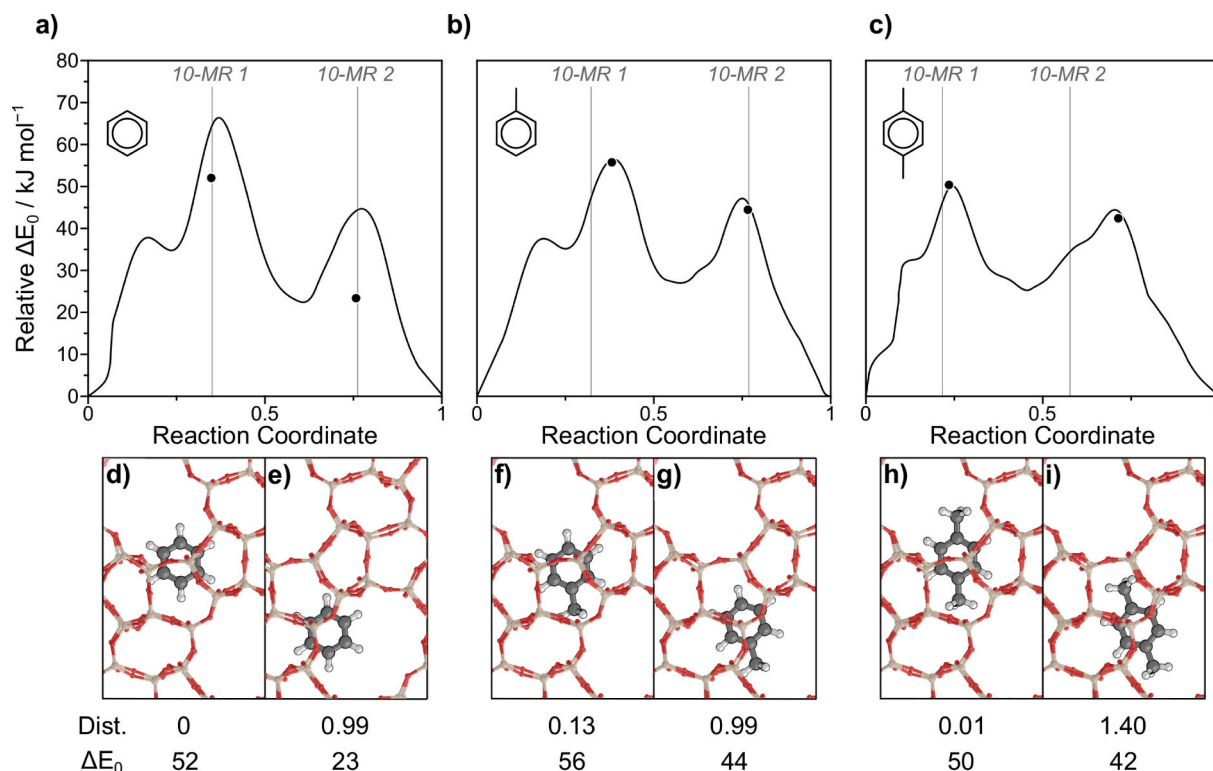 a)
b)
c)
10-MR 1
10-MR 2
10-MR 1
10-MR 2
10-MR 1
10-MR 2
Relative ΔE₀ / kJ mol⁻¹
80
70
60
50
40
30
20
10
0
0 0.5 1
0 0.5 1
0 0.5
Reaction Coordinate
Reaction Coordinate
Reaction Coordinate
d) e) f) g) h) i)
Dist. 0 0.99 0.13 0.99 0.01 1.40
ΔE₀ 52 23 56 44 50 42